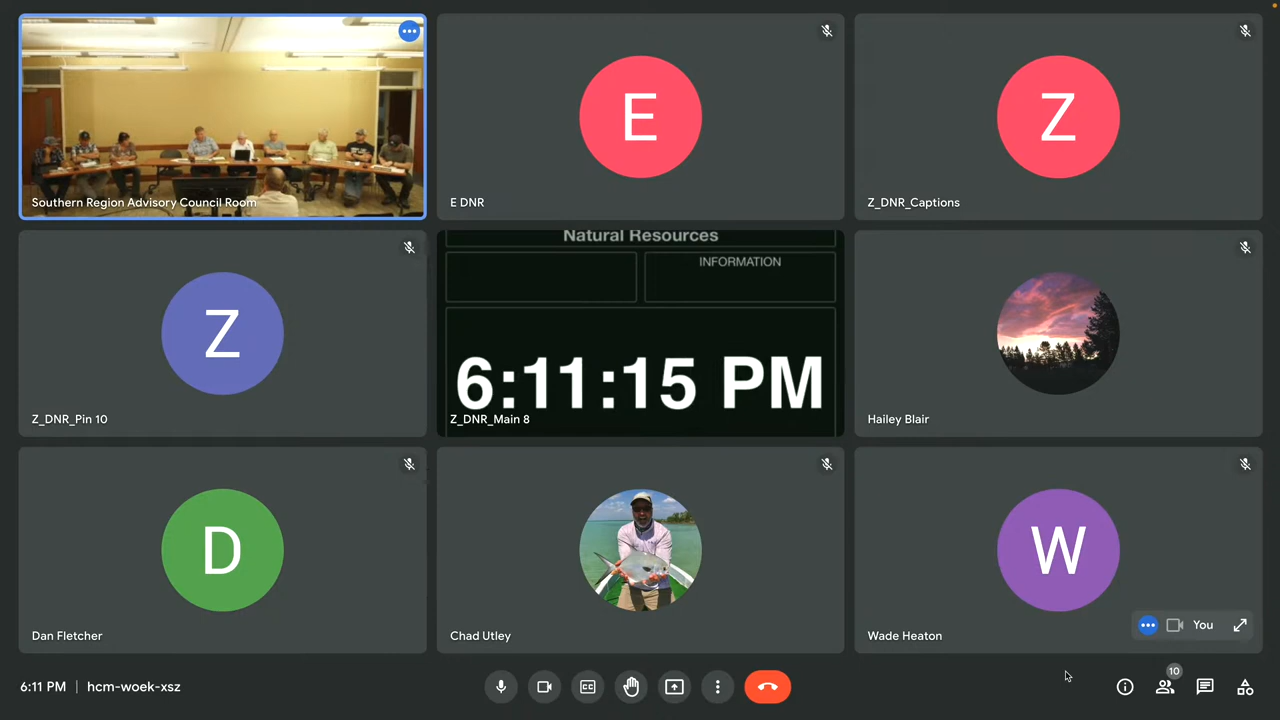 Southern Region Advisory Council Room
E
E DNR
Z
Z_DNR_Captions
Z
Z_DNR_Pin 10
Natural Resources
INFORMATION
6:11:15 PM
Z_DNR_Main 8
Hailey Blair
D
Dan Fletcher
Chad Utley
W
Wade Heaton
You
6:11 PM | hcm-woek-xsz
10